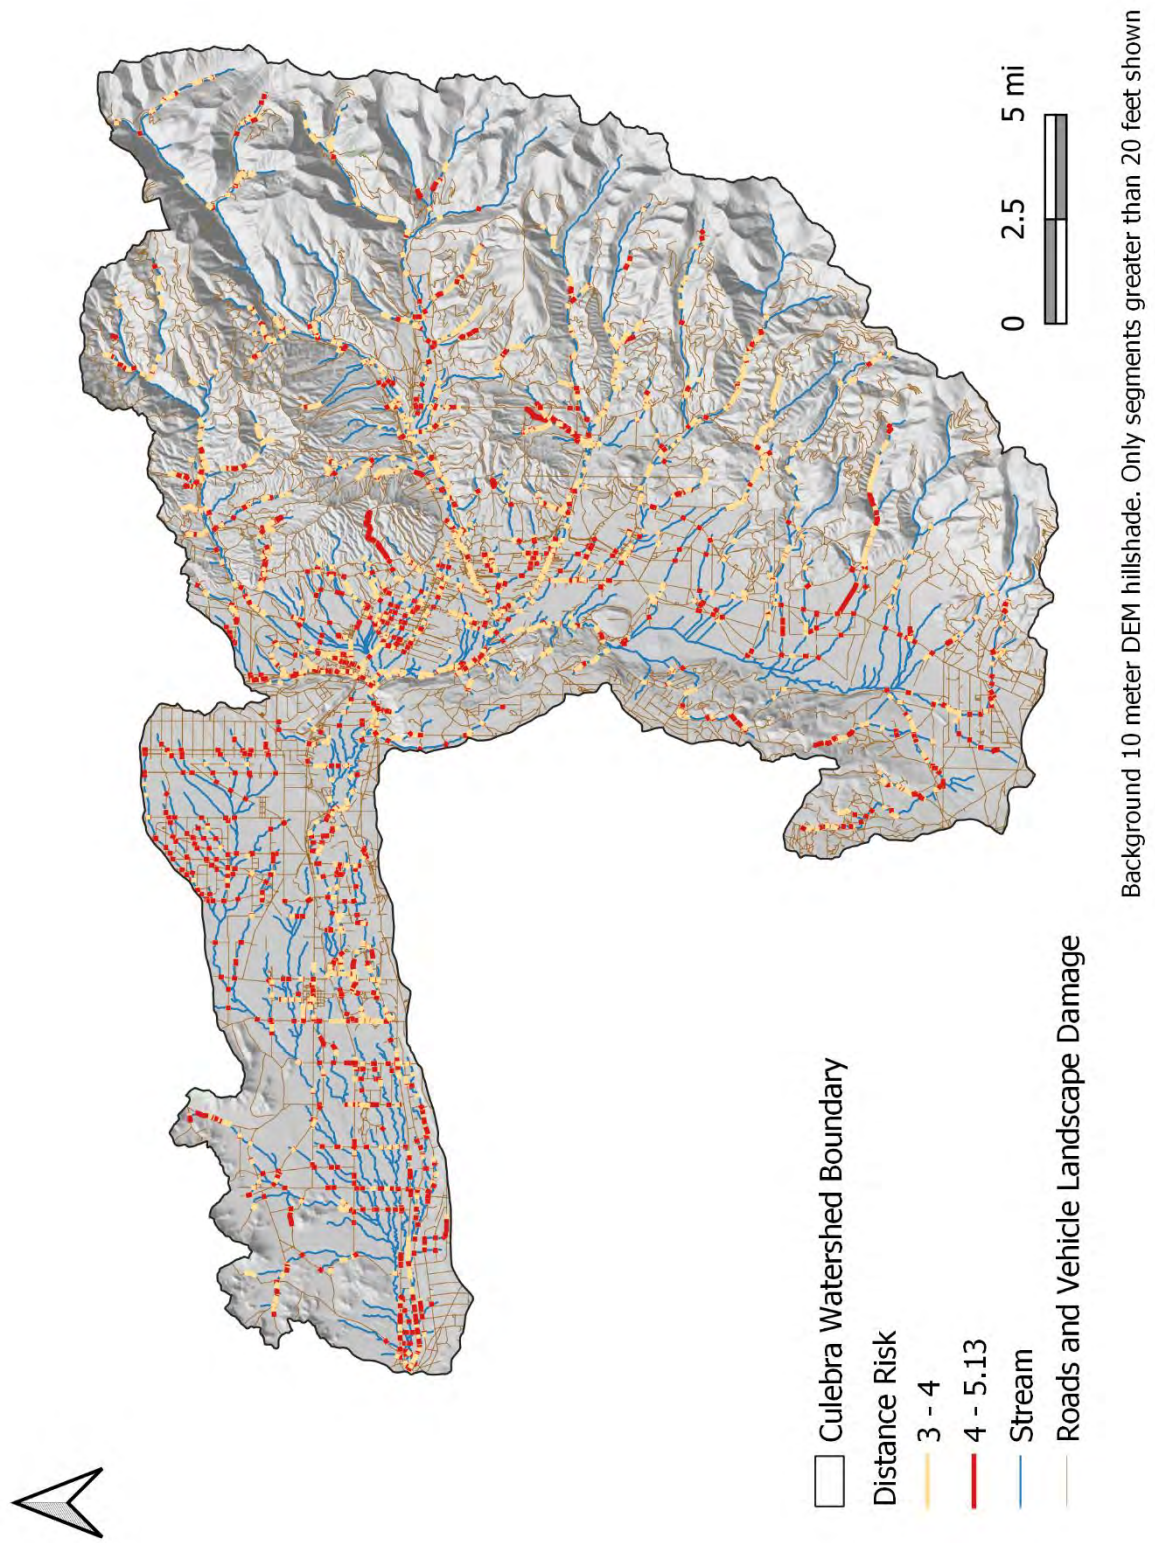 Culebra Watershed Boundary
Distance Risk
3 - 4
4 - 5.13
Stream
Roads and Vehicle Landscape Damage
0 2.5 5 mi
Background 10 meter DEM hillshade. Only segments greater than 20 feet shown